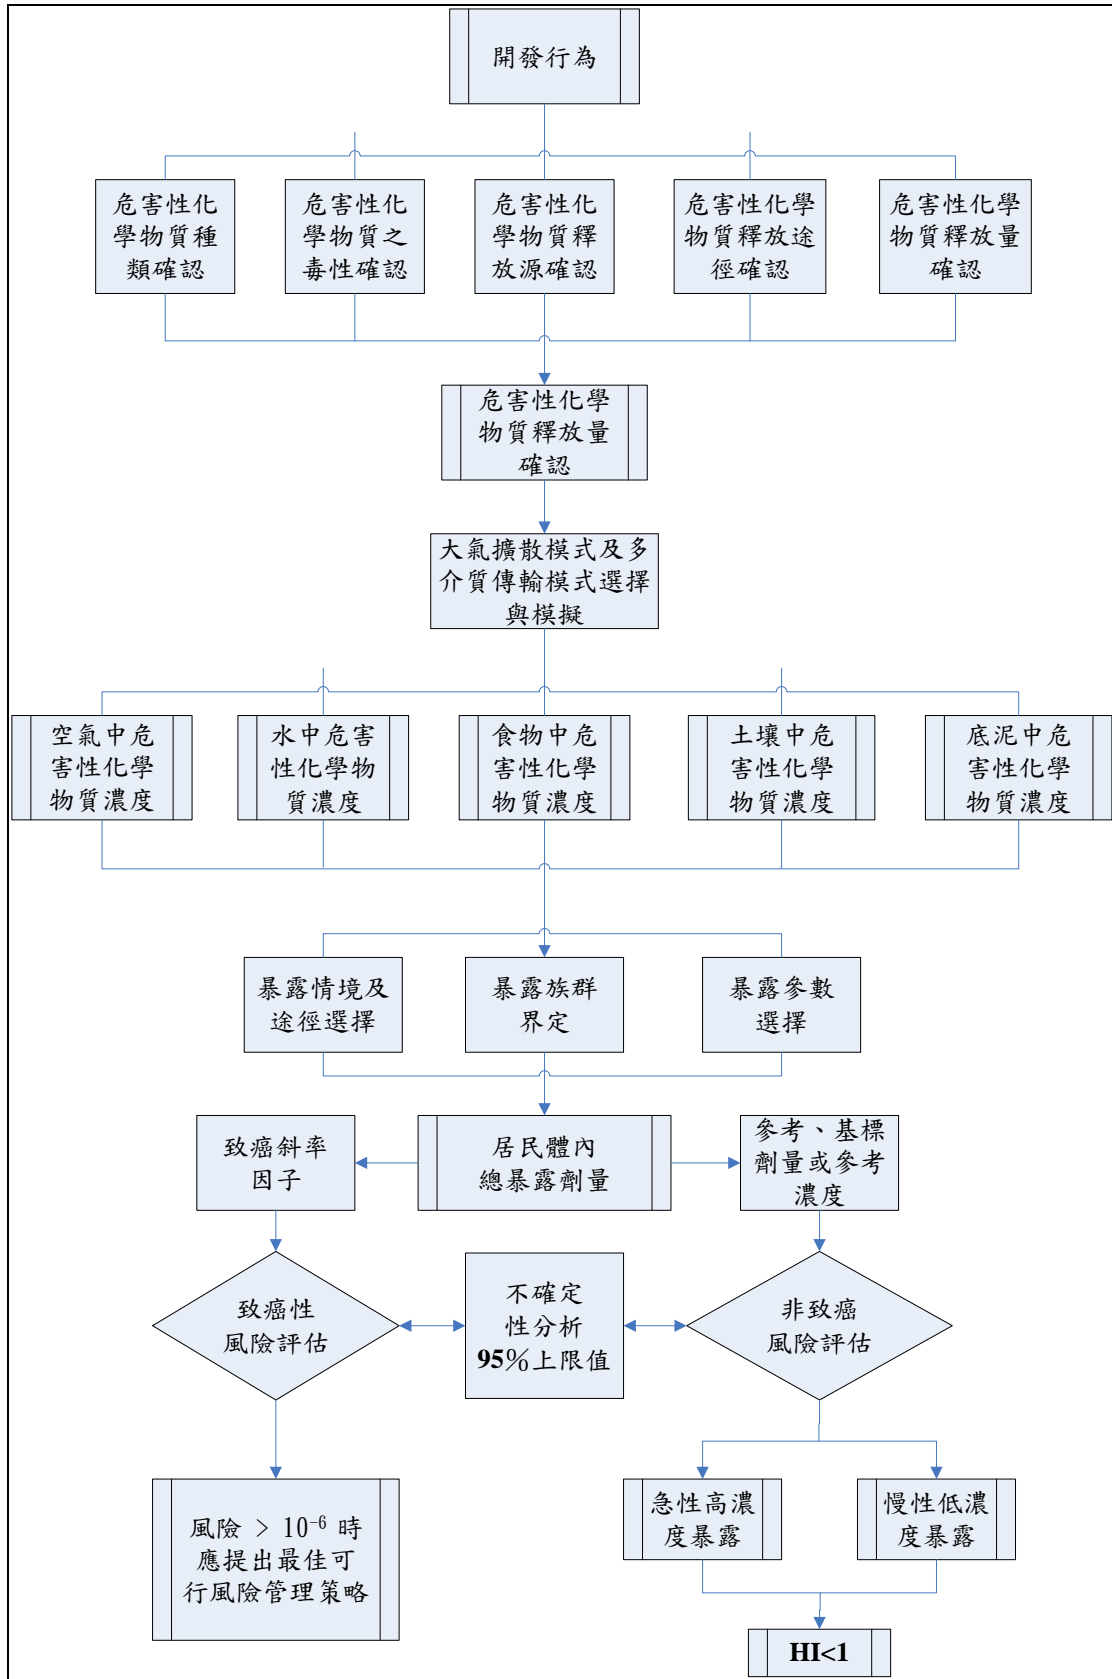 開發行為
危害性化
學物質種
類確認
危害性化
學物質之
毒性確認
危害性化
學物質釋
放源確認
危害性化學
物質釋放途
徑確認
危害性化學
物質釋放量
確認
危害性化學
物質釋放量
確認
大氣擴散模式及多
介質傳輸模式選擇
與模擬
空氣中危
害性化學
物質濃度
水中危害
性化學物
質濃度
食物中危
害性化學
物質濃度
土壤中危
害性化學
物質濃度
底泥中危
害性化學
物質濃度
暴露情境及
途徑選擇
暴露族群
界定
暴露參數
選擇
致癌斜率
因子
居民體內
總暴露劑量
參考、基標
劑量或參考
濃度
致癌性
風險評估
不確定
性分析
95%上限值
非致癌
風險評估
風險 > 10⁻⁶ 時
應提出最佳可
行風險管理策略
急性高濃
度暴露
慢性低濃
度暴露
HI<1